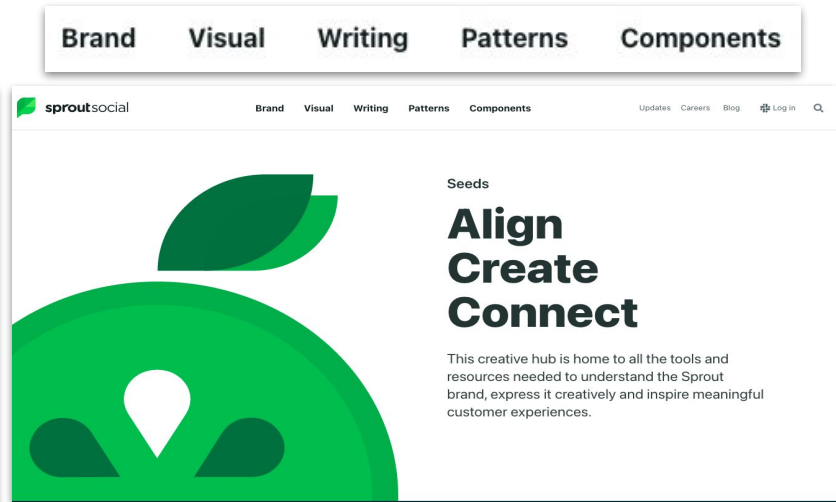 Brand Visual Writing Patterns Components
sproutsocial Brand Visual Writing Patterns Components Updates Careers Blog Log in
Seeds
Align
Create
Connect
This creative hub is home to all the tools and
resources needed to understand the Sprout
brand, express it creatively and inspire meaningful
customer experiences.